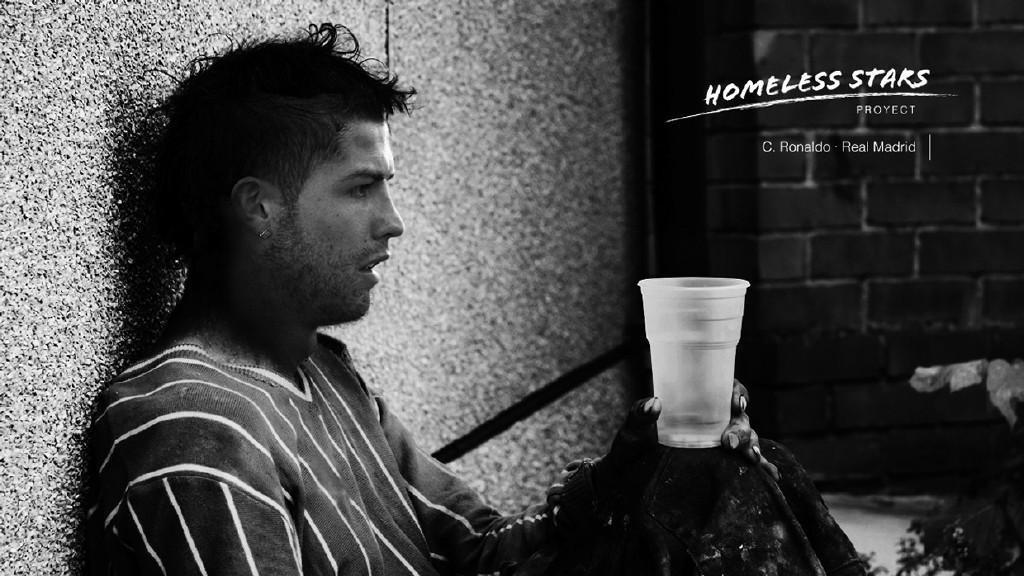 HOMELESS STARS
PROYECT
C. Ronaldo · Real Madrid